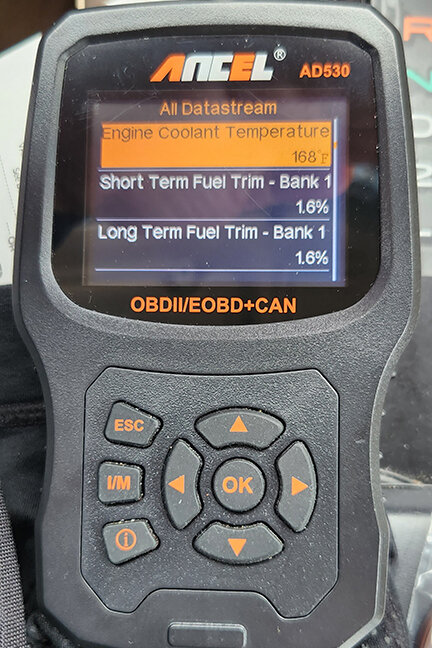 ANCEL®
AD530
All Datastream
Engine Coolant Temperature
168°F
Short Term Fuel Trim - Bank 1
1.6%
Long Term Fuel Trim - Bank 1
1.6%
OBDII/EOBD+CAN
ESC
I/M
OK
i